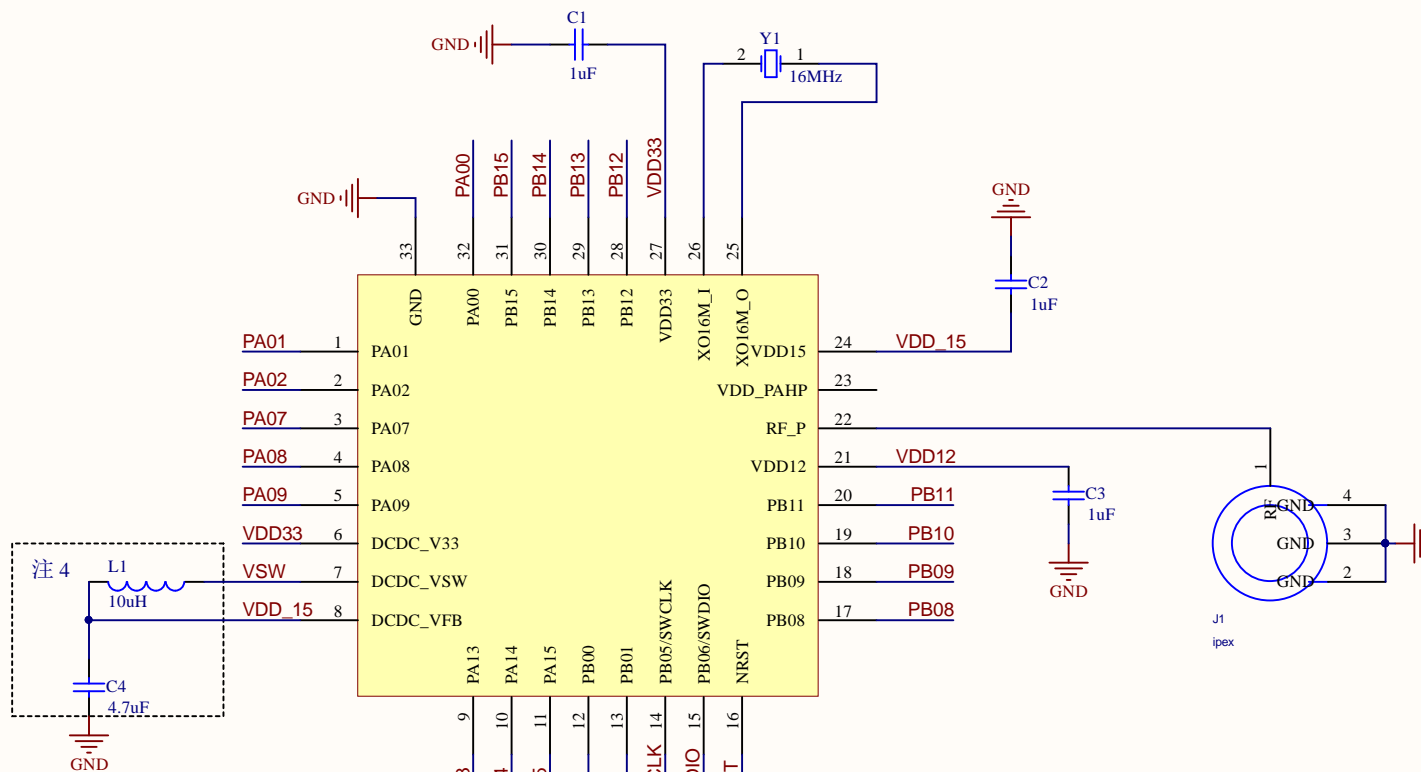 C1
GND
1uF
Y1
2
1
16MHz
PA00
PB15
PB14
PB13
PB12
VDD33
GND
GND
33
32
31
30
29
28
27
26
25
C2
1uF
GND
PA00
PB15
PB14
PB13
PB12
VDD33
XO16M_I
XO16M_O
PA01 1 PA01
VDD15 24 VDD_15
PA02 2 PA02
VDD_PAHP 23
PA07 3 PA07
RF_P 22
PA08 4 PA08
VDD12 21 VDD12
PA09 5 PA09
PB11 20 PB11
C3
1uF
GND
VDD33 6 DCDC_V33
PB10 19 PB10
注 4
L1
10uH
VSW 7 DCDC_VSW
PB09 18 PB09
VDD_15 8 DCDC_VFB
PB08 17 PB08
1
RF
GND 4
GND 3
GND 2
J1
ipex
C4
4.7uF
GND
PA13
PA14
PA15
PB00
PB01
PB05/SWCLK
PB06/SWDIO
NRST
9
10
11
12
13
14
15
16